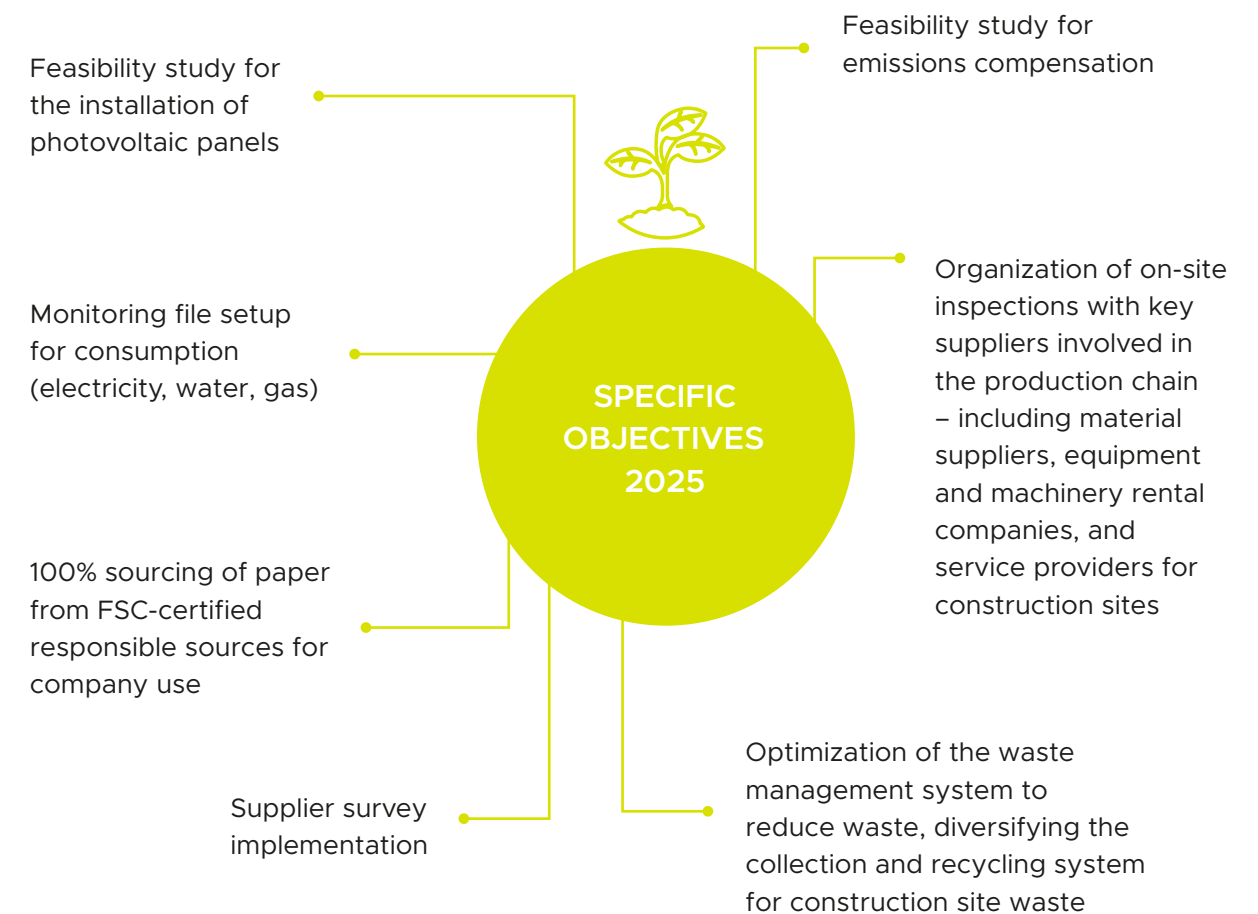 Feasibility study for
the installation of
photovoltaic panels
Feasibility study for
emissions compensation
Monitoring file setup
for consumption
(electricity, water, gas)
Organization of on-site
inspections with key
suppliers involved in
the production chain
– including material
suppliers, equipment
and machinery rental
companies, and
service providers for
construction sites
SPECIFIC
OBJECTIVES
2025
100% sourcing of paper
from FSC-certified
responsible sources for
company use
Supplier survey
implementation
Optimization of the waste
management system to
reduce waste, diversifying the
collection and recycling system
for construction site waste